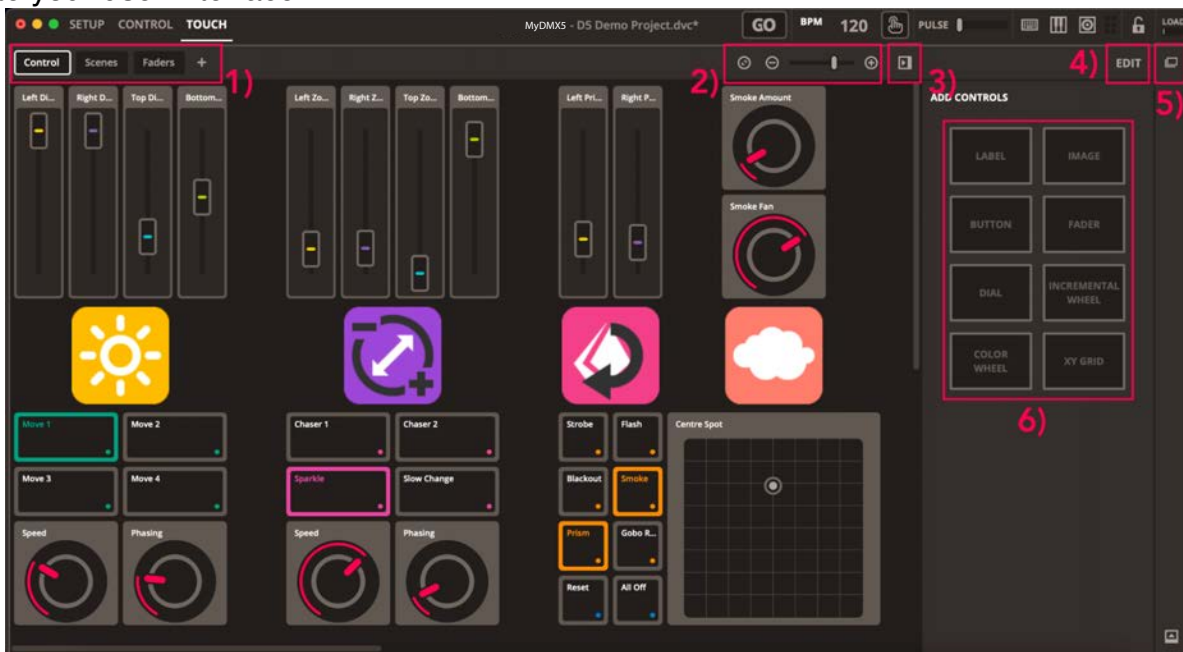 SETUP CONTROL TOUCH MyDMX5 - D5 Demo Project.dvc* GO BPM 120 PULSE LOAD
Control Scenes Faders + 1) 2) 3) 4) EDIT 5)
Left Di... Right D... Top Di... Bottom... Left Zo... Right Z... Top Zo... Bottom... Left Pri... Right P... Smoke Amount ADD CONTROLS
LABEL IMAGE
Smoke Fan
BUTTON FADER
DIAL INCREMENTAL WHEEL
COLOR WHEEL XY GRID
6)
Move 1 Move 2 Chaser 1 Chaser 2 Strobe Flash Centre Spot
Move 3 Move 4 Sparkle Slow Change Blackout Smoke
Speed Phasing Speed Phasing Prism Gobo R...
Reset All Off